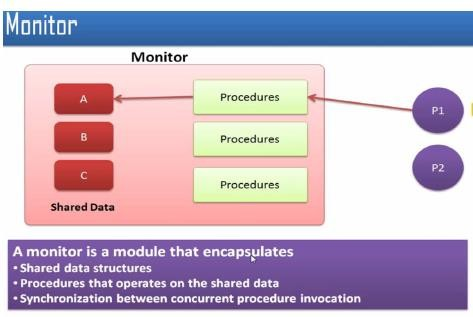 Monitor
Monitor
A
Procedures
P1
B
Procedures
P2
C
Procedures
Shared Data
A monitor is a module that encapsulates
• Shared data structures
• Procedures that operates on the shared data
• Synchronization between concurrent procedure invocation